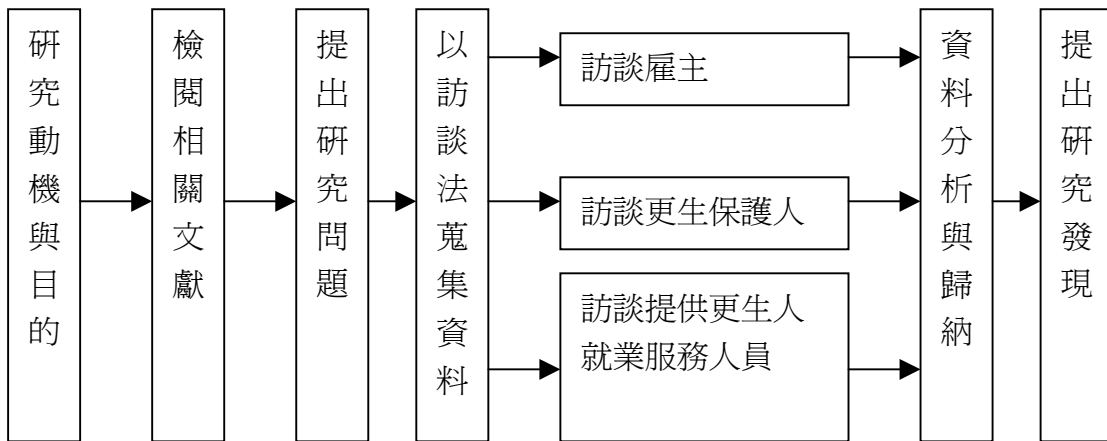 研究動機與目的
檢閱相關文獻
提出研究問題
以訪談法蒐集資料
訪談雇主
訪談更生保護人
訪談提供更生人
就業服務人員
資料分析與歸納
提出研究發現